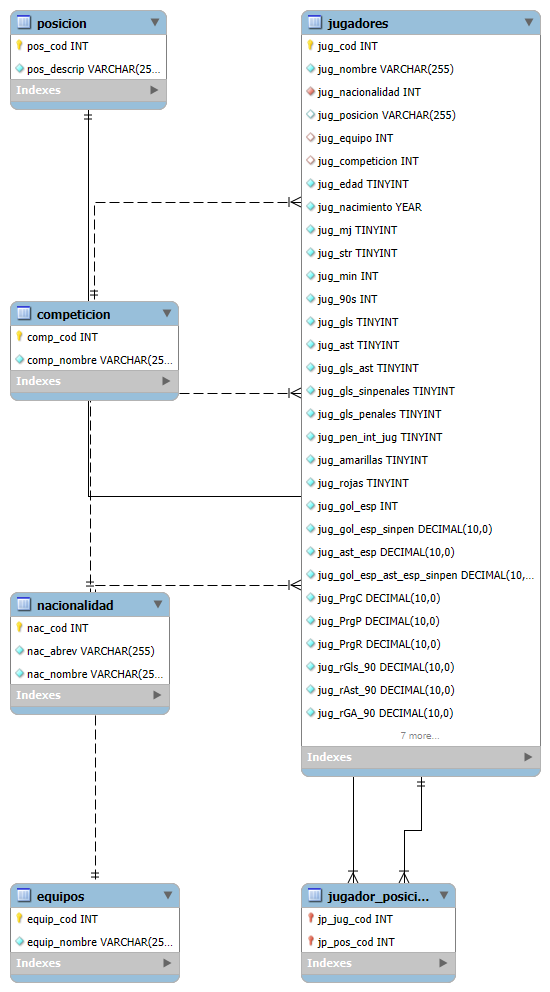 posicion
pos_cod INT
pos_descrip VARCHAR(25...
Indexes
competicion
comp_cod INT
comp_nombre VARCHAR(25...
Indexes
nacionalidad
nac_cod INT
nac_abrev VARCHAR(255)
nac_nombre VARCHAR(25...
Indexes
equipos
equip_cod INT
equip_nombre VARCHAR(25...
Indexes
jugadores
jug_cod INT
jug_nombre VARCHAR(255)
jug_nacionalidad INT
jug_posicion VARCHAR(255)
jug_equipo INT
jug_competicion INT
jug_edad TINYINT
jug_nacimiento YEAR
jug_mj TINYINT
jug_str TINYINT
jug_min INT
jug_90s INT
jug_gls TINYINT
jug_ast TINYINT
jug_gls_ast TINYINT
jug_gls_sinpenales TINYINT
jug_gls_penales TINYINT
jug_pen_int_jug TINYINT
jug_amarillas TINYINT
jug_rojas TINYINT
jug_gol_esp INT
jug_gol_esp_sinpen DECIMAL(10,0)
jug_ast_esp DECIMAL(10,0)
jug_gol_esp_ast_esp_sinpen DECIMAL(10,...
jug_PrgC DECIMAL(10,0)
jug_PrgP DECIMAL(10,0)
jug_PrgR DECIMAL(10,0)
jug_rGls_90 DECIMAL(10,0)
jug_rAst_90 DECIMAL(10,0)
jug_rGA_90 DECIMAL(10,0)
7 more...
Indexes
jugador_posici...
jp_jug_cod INT
jp_pos_cod INT
Indexes